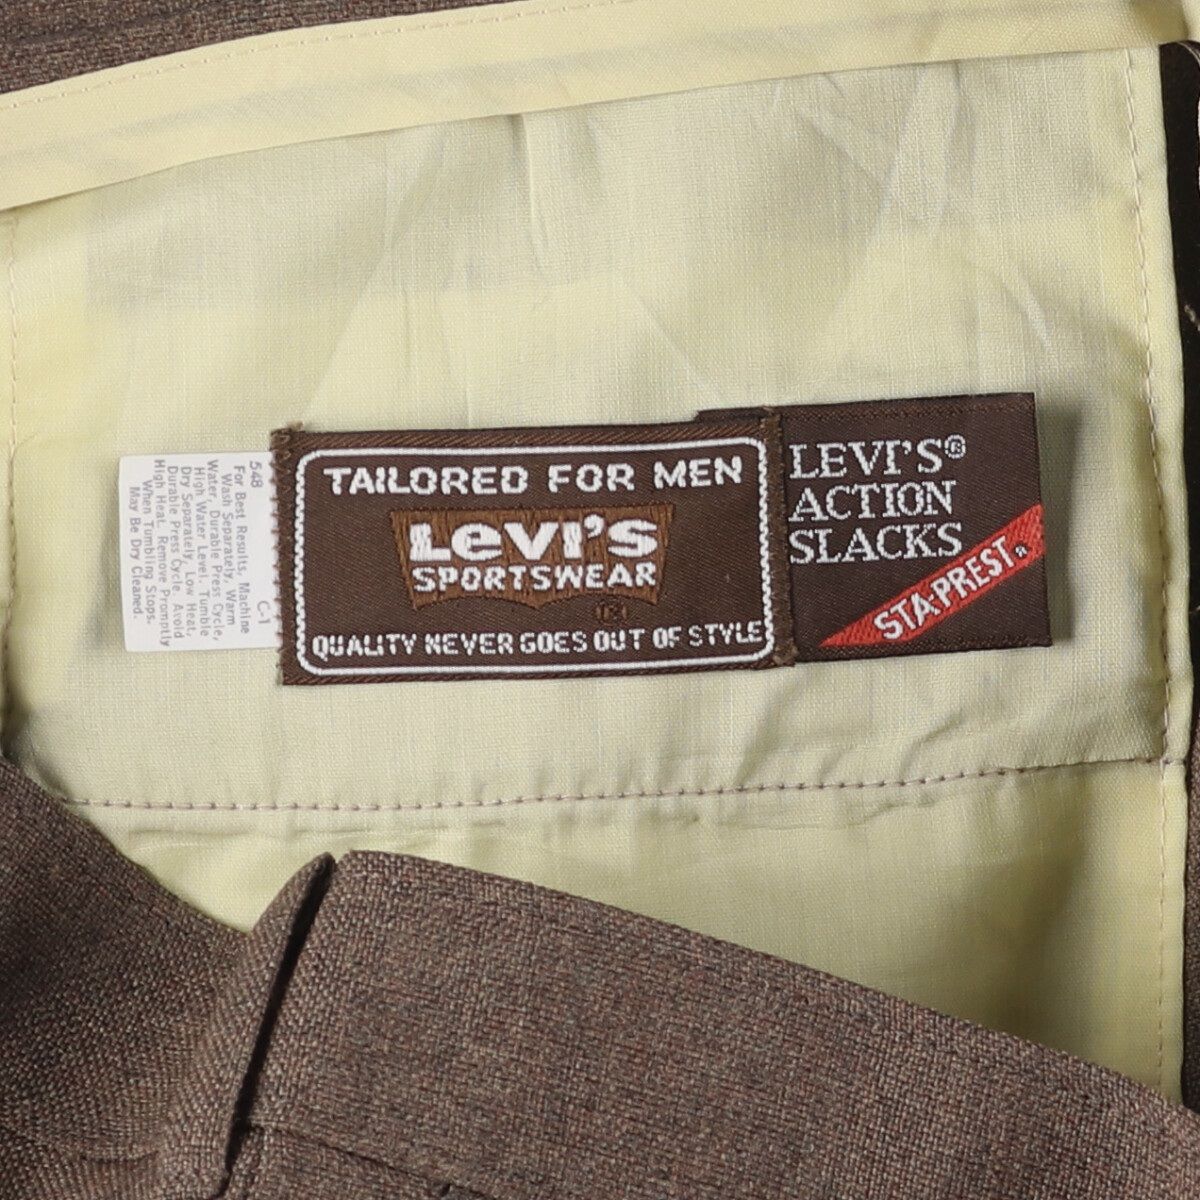 548 C-1
For Best Results, Machine
Wash Separately, Warm
Water, Durable Press Cycle,
High Water Level. Tumble
Dry Separately, Low Heat,
Durable Press Cycle. Avoid
High Heat. Remove Promptly
When Tumbling Stops.
May Be Dry Cleaned.
TAILORED FOR MEN
LEVI'S
SPORTSWEAR
®
QUALITY NEVER GOES OUT OF STYLE
LEVI'S®
ACTION
SLACKS
STA-PREST®